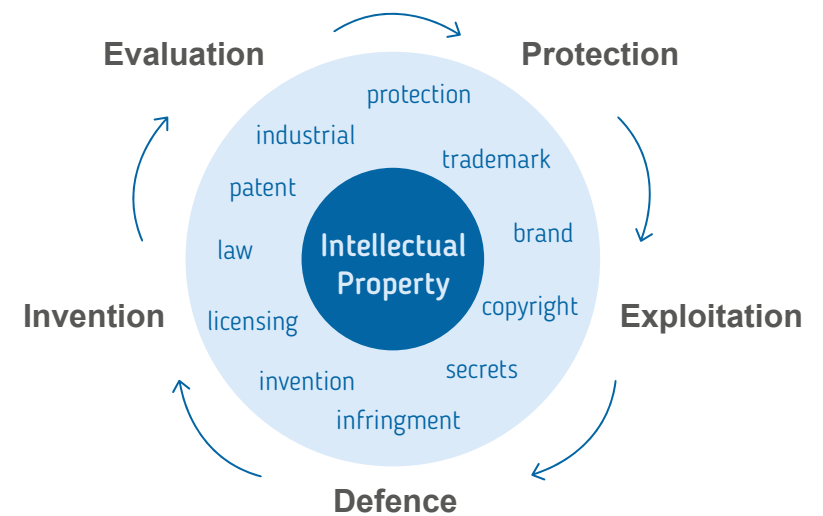 Evaluation
Protection
protection
industrial
trademark
patent
brand
law
Intellectual
Property
copyright
Invention
licensing
Exploitation
secrets
invention
infringment
Defence